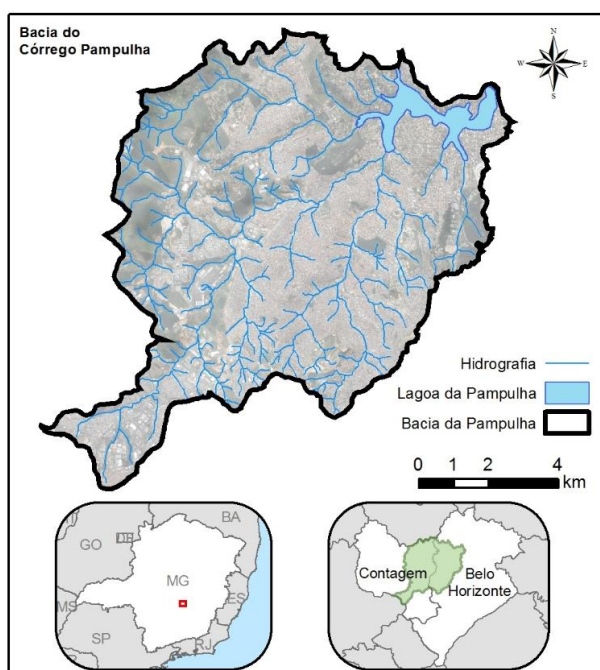 Bacia do
Córrego Pampulha
N
W E
S
Hidrografia
Lagoa da Pampulha
Bacia da Pampulha
0 1 2 4
km
BA
GO
MG
MS
ES
SP
RJ
Contagem
Belo
Horizonte